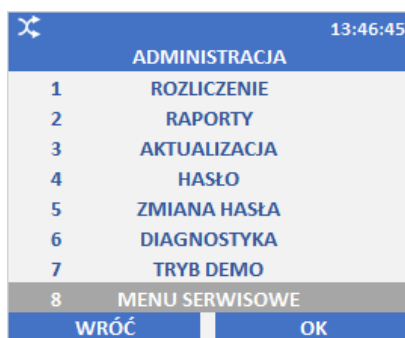 13:46:45
ADMINISTRACJA
1 ROZLICZENIE
2 RAPORTY
3 AKTUALIZACJA
4 HASŁO
5 ZMIANA HASŁA
6 DIAGNOSTYKA
7 TRYB DEMO
8 MENU SERWISOWE
WRÓĆ OK